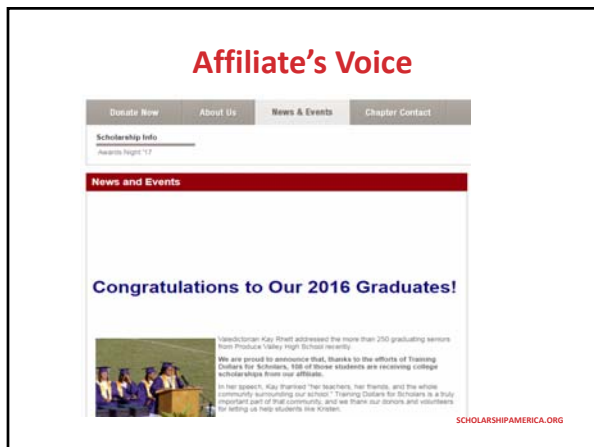 Affiliate's Voice
Donate Now About Us News & Events Chapter Contact
Scholarship Info
Awards Night '17
News and Events
Congratulations to Our 2016 Graduates!
Valedictorian Kay Rhett addressed the more than 250 graduating seniors
from Produce Valley High School recently.
We are proud to announce that, thanks to the efforts of Training
Dollars for Scholars, 108 of those students are receiving college
scholarships from our affiliate.
In her speech, Kay thanked "her teachers, her friends, and the whole
community surrounding our school." Training Dollars for Scholars is a truly
important part of that community, and we thank our donors and volunteers
for letting us help students like Kristen.
SCHOLARSHIPAMERICA.ORG